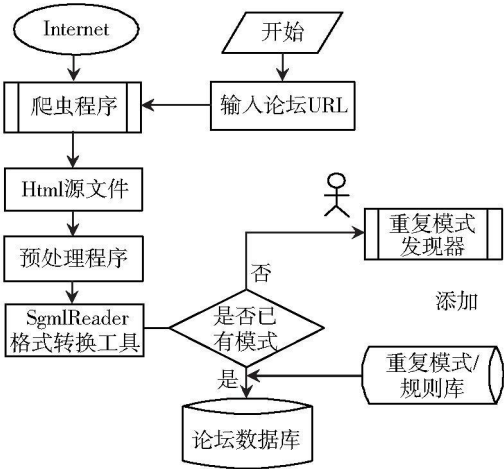 Internet
开始
爬虫程序
输入论坛URL
Html源文件
重复模式
发现器
预处理程序
否
添加
SgmlReader
格式转换工具
是否已
有模式
重复模式/
规则库
是
论坛数据库